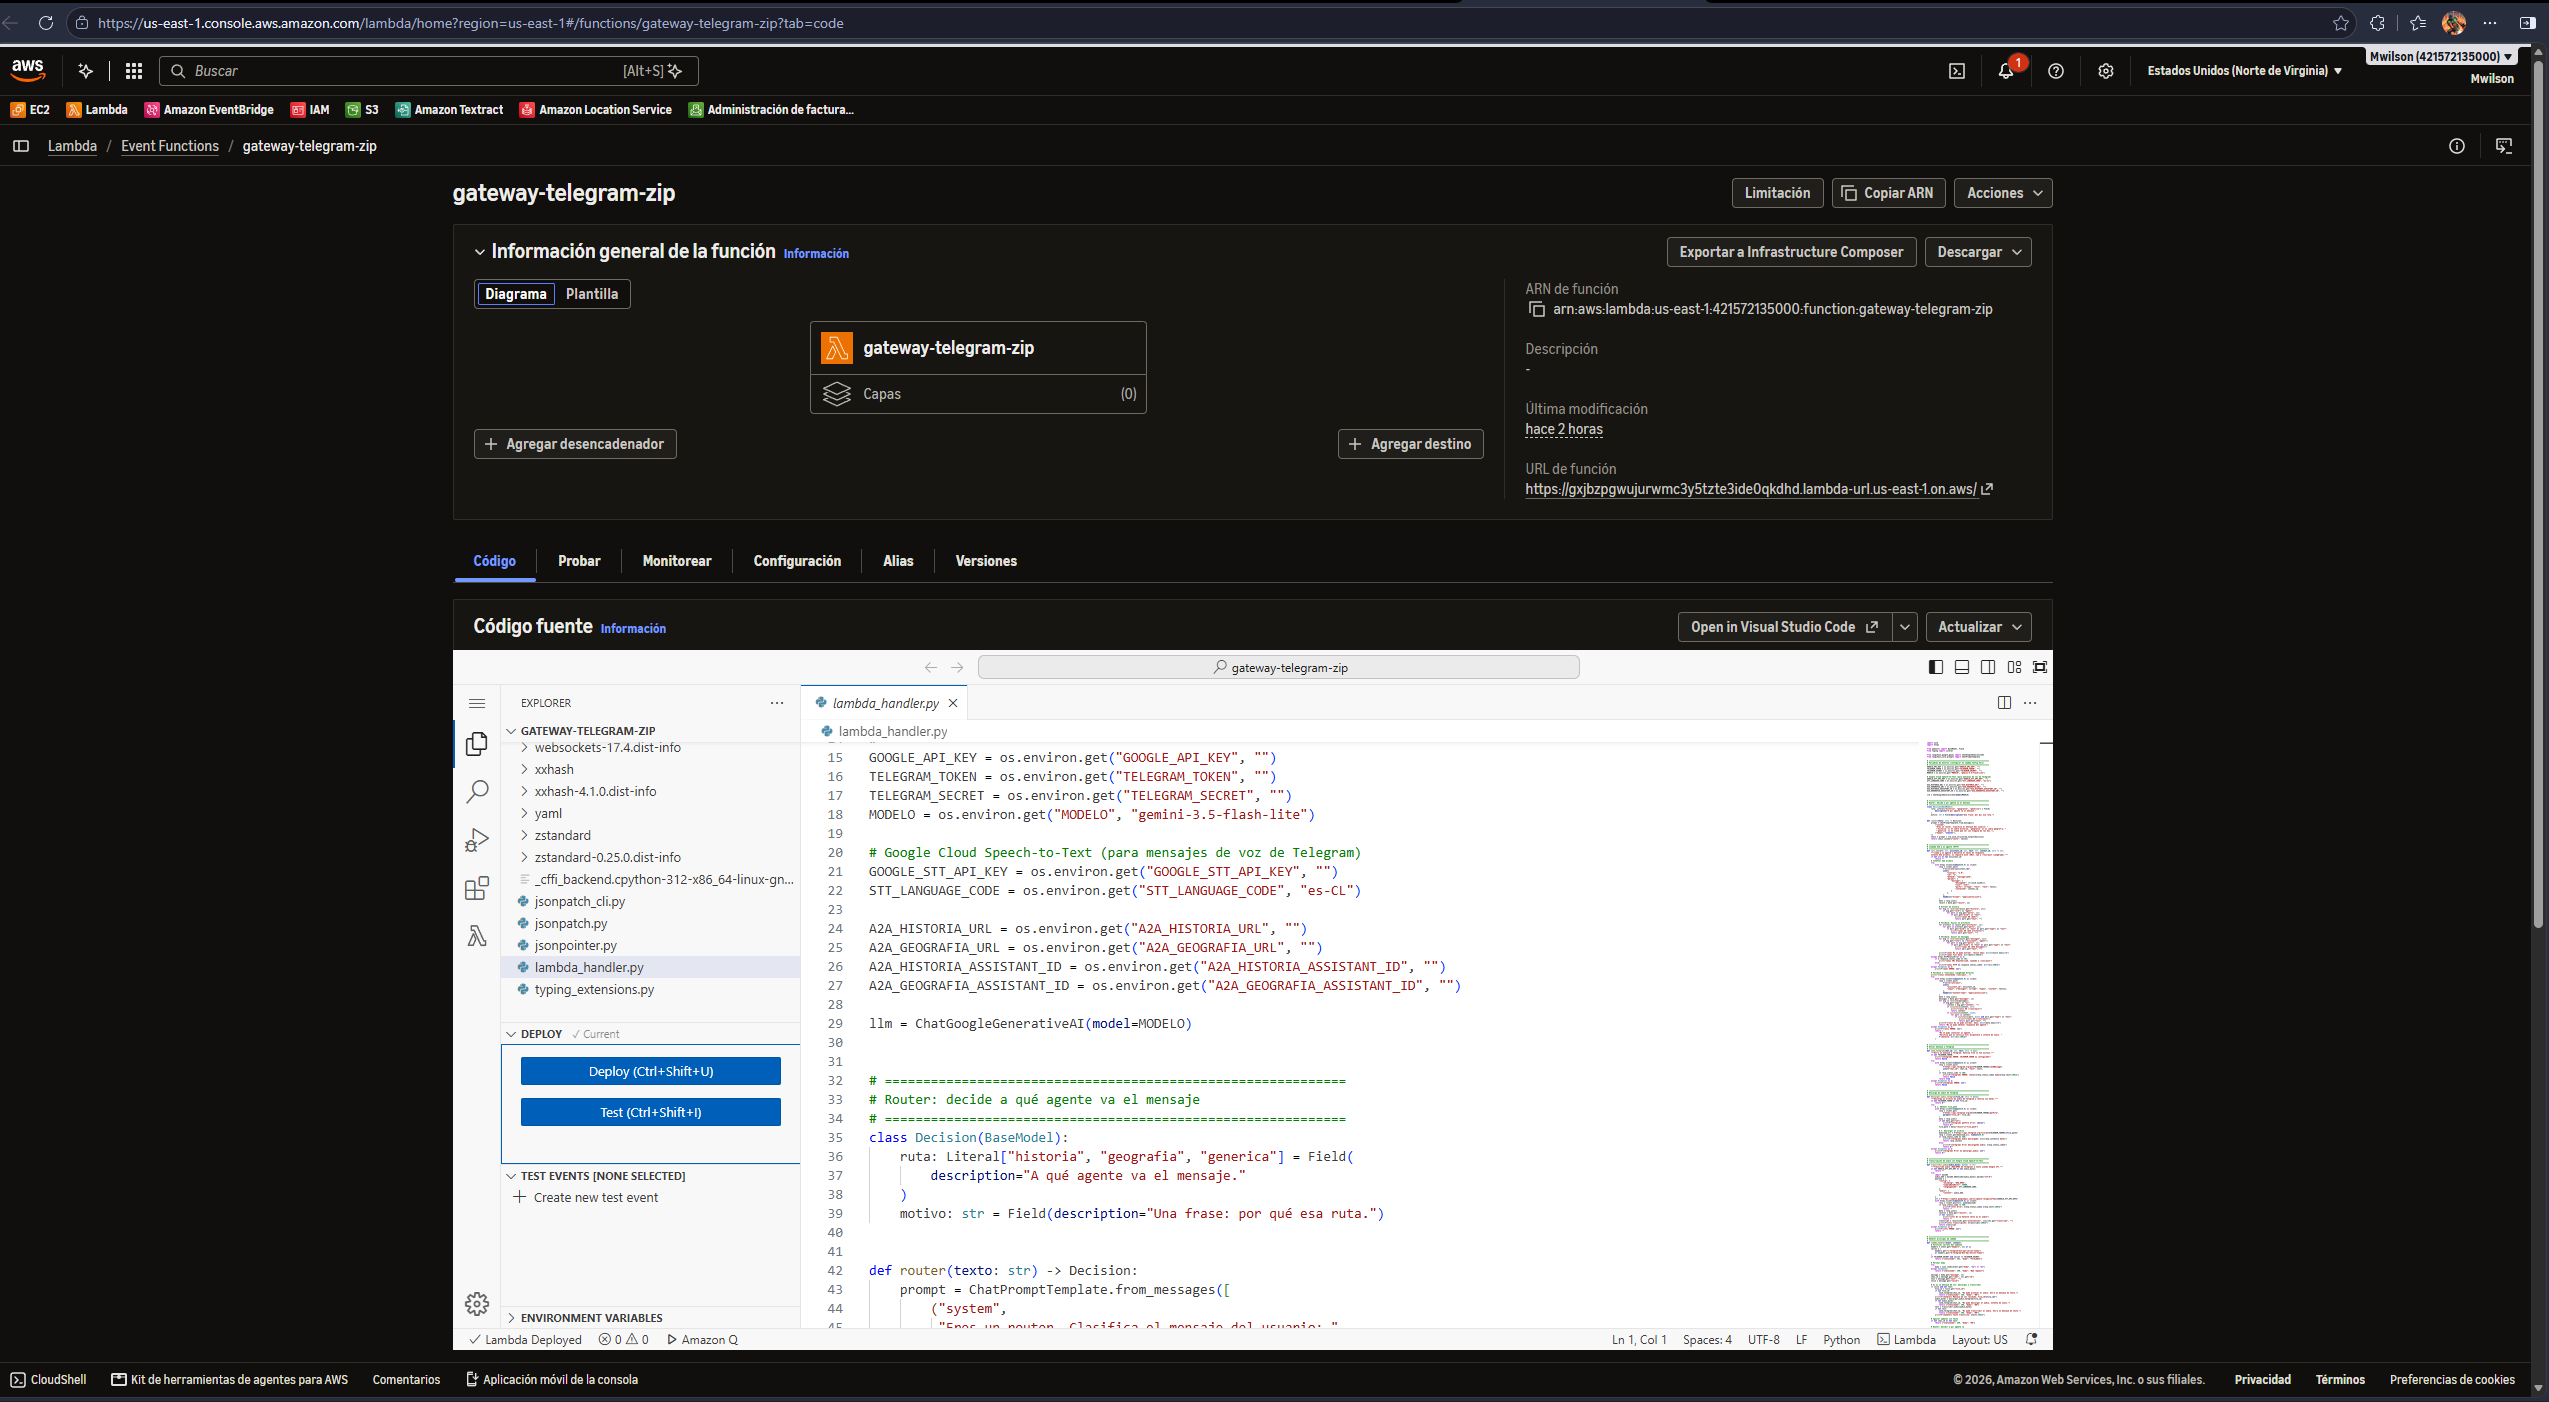 https://us-east-1.console.aws.amazon.com/lambda/home?region=us-east-1#/functions/gateway-telegram-zip?tab=code
aws
Buscar
[Alt+S]
1
Estados Unidos (Norte de Virginia)
Mwilson (421572135000)
Mwilson
EC2
Lambda
Amazon EventBridge
IAM
S3
Amazon Textract
Amazon Location Service
Administración de factura...
Lambda / Event Functions / gateway-telegram-zip
gateway-telegram-zip
Limitación
Copiar ARN
Acciones
Información general de la función Información
Exportar a Infrastructure Composer
Descargar
Diagrama
Plantilla
gateway-telegram-zip
Capas (0)
Agregar desencadenador
Agregar destino
ARN de función
arn:aws:lambda:us-east-1:421572135000:function:gateway-telegram-zip
Descripción
-
Última modificación
hace 2 horas
URL de función
https://gxjbzpgwujurwmc3y5tzte3ide0qkdhd.lambda-url.us-east-1.on.aws/
Código
Probar
Monitorear
Configuración
Alias
Versiones
Código fuente Información
Open in Visual Studio Code
Actualizar
gateway-telegram-zip
EXPLORER
GATEWAY-TELEGRAM-ZIP
websockets-17.4.dist-info
xxhash
xxhash-4.1.0.dist-info
yaml
zstandard
zstandard-0.25.0.dist-info
_cffi_backend.cpython-312-x86_64-linux-gn...
jsonpatch_cli.py
jsonpatch.py
jsonpointer.py
lambda_handler.py
typing_extensions.py
DEPLOY Current
Deploy (Ctrl+Shift+U)
Test (Ctrl+Shift+I)
TEST EVENTS [NONE SELECTED]
Create new test event
ENVIRONMENT VARIABLES
lambda_handler.py
lambda_handler.py
15 GOOGLE_API_KEY = os.environ.get("GOOGLE_API_KEY", "")
16 TELEGRAM_TOKEN = os.environ.get("TELEGRAM_TOKEN", "")
17 TELEGRAM_SECRET = os.environ.get("TELEGRAM_SECRET", "")
18 MODELO = os.environ.get("MODELO", "gemini-3.5-flash-lite")
19
20 # Google Cloud Speech-to-Text (para mensajes de voz de Telegram)
21 GOOGLE_STT_API_KEY = os.environ.get("GOOGLE_STT_API_KEY", "")
22 STT_LANGUAGE_CODE = os.environ.get("STT_LANGUAGE_CODE", "es-CL")
23
24 A2A_HISTORIA_URL = os.environ.get("A2A_HISTORIA_URL", "")
25 A2A_GEOGRAFIA_URL = os.environ.get("A2A_GEOGRAFIA_URL", "")
26 A2A_HISTORIA_ASSISTANT_ID = os.environ.get("A2A_HISTORIA_ASSISTANT_ID", "")
27 A2A_GEOGRAFIA_ASSISTANT_ID = os.environ.get("A2A_GEOGRAFIA_ASSISTANT_ID", "")
28
29 llm = ChatGoogleGenerativeAI(model=MODELO)
30
31
32 # ============================================================
33 # Router: decide a qué agente va el mensaje
34 # ============================================================
35 class Decision(BaseModel):
36 ruta: Literal["historia", "geografia", "generica"] = Field(
37 description="A qué agente va el mensaje."
38 )
39 motivo: str = Field(description="Una frase: por qué esa ruta.")
40
41
42 def router(texto: str) -> Decision:
43 prompt = ChatPromptTemplate.from_messages([
44 ("system",
45 "Eres un router. Clasifica el mensaje del usuario: "
Lambda Deployed
0 0
Amazon Q
Ln 1, Col 1
Spaces: 4
UTF-8
LF
Python
Lambda
Layout: US
CloudShell
Kit de herramientas de agentes para AWS
Comentarios
Aplicación móvil de la consola
© 2026, Amazon Web Services, Inc. o sus filiales.
Privacidad
Términos
Preferencias de cookies